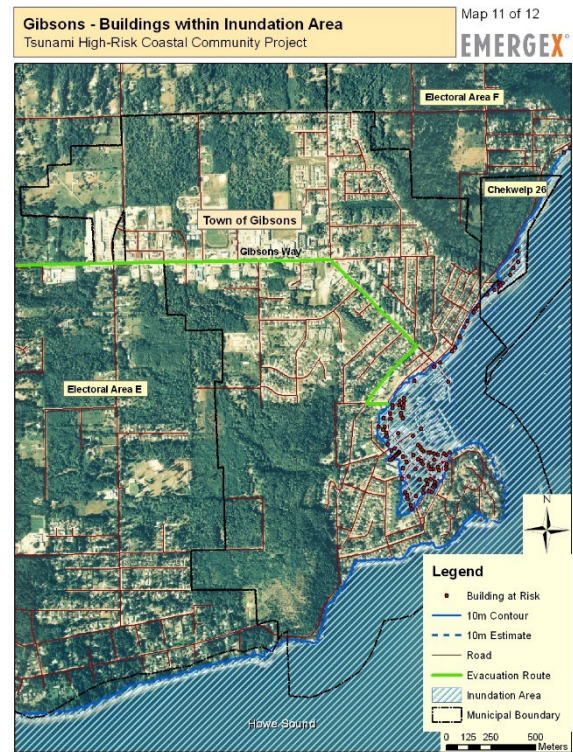 Gibsons - Buildings within Inundation Area
Tsunami High-Risk Coastal Community Project
Map 11 of 12
EMERGEX
Electoral Area F
Chekwelp 26
Town of Gibsons
Gibsons Way
Electoral Area E
N
Legend
Building at Risk
10m Contour
10m Estimate
Road
Evacuation Route
Inundation Area
Municipal Boundary
0 125 250 500
Meters
Howe Sound